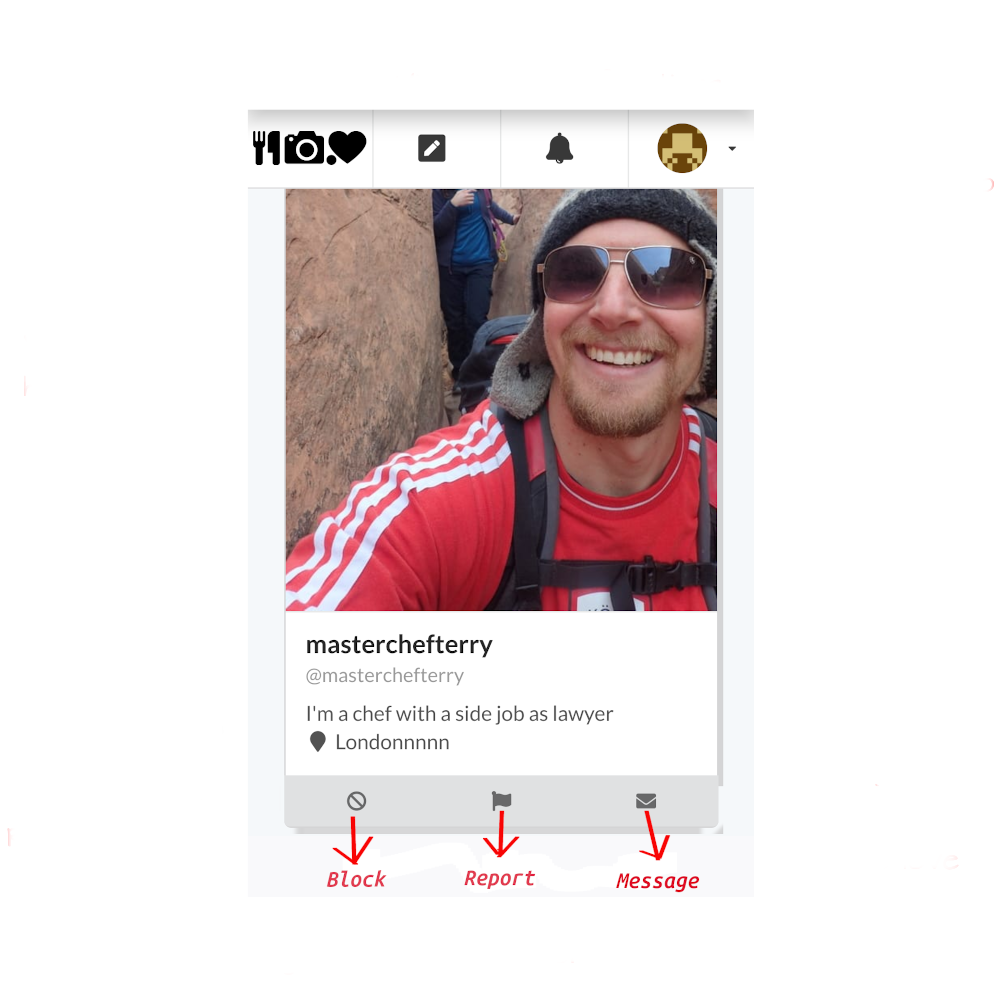 masterchefterry
@masterchefterry
I'm a chef with a side job as lawyer
Londonnnnn
Block
Report
Message